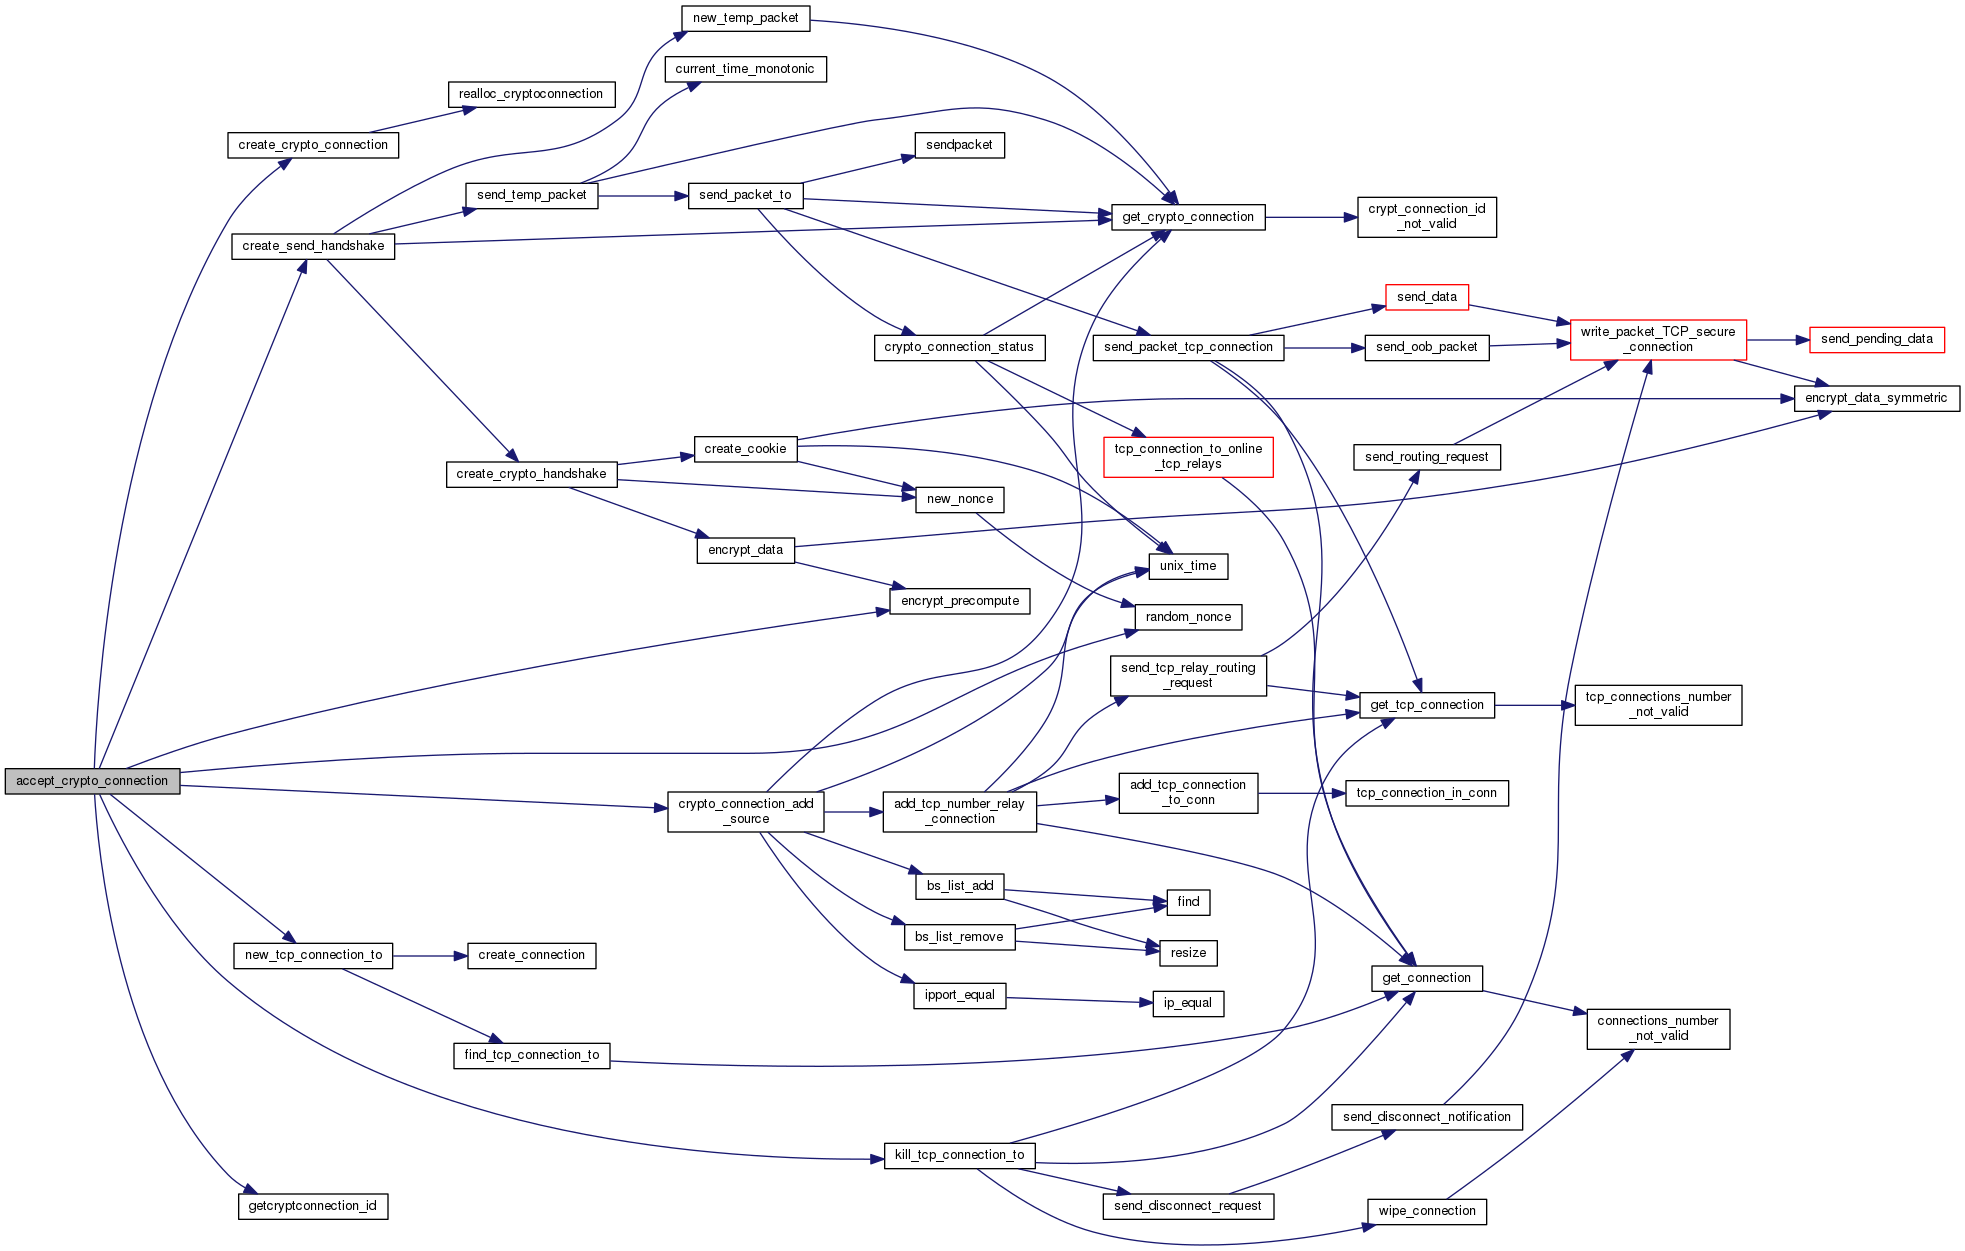 new_temp_packet
current_time_monotonic
realloc_cryptoconnection
create_crypto_connection
sendpacket
send_temp_packet
send_packet_to
get_crypto_connection
crypt_connection_id
_not_valid
create_send_handshake
send_data
crypto_connection_status
send_packet_tcp_connection
send_oob_packet
write_packet_TCP_secure
_connection
send_pending_data
encrypt_data_symmetric
create_cookie
tcp_connection_to_online
_tcp_relays
send_routing_request
create_crypto_handshake
new_nonce
encrypt_data
unix_time
encrypt_precompute
random_nonce
send_tcp_relay_routing
_request
get_tcp_connection
tcp_connections_number
_not_valid
accept_crypto_connection
crypto_connection_add
_source
add_tcp_number_relay
_connection
add_tcp_connection
_to_conn
tcp_connection_in_conn
bs_list_add
find
bs_list_remove
resize
new_tcp_connection_to
create_connection
get_connection
ipport_equal
ip_equal
connections_number
_not_valid
find_tcp_connection_to
send_disconnect_notification
kill_tcp_connection_to
getcryptconnection_id
send_disconnect_request
wipe_connection